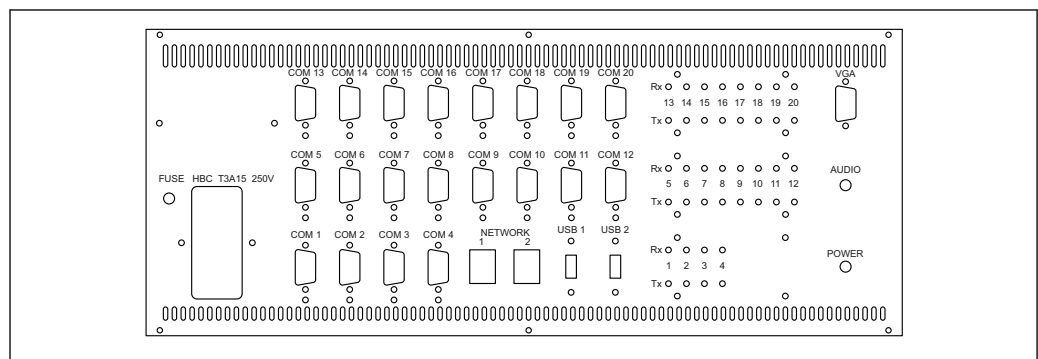 COM 13 COM 14 COM 15 COM 16 COM 17 COM 18 COM 19 COM 20
VGA
Rx
13 14 15 16 17 18 19 20
Tx
COM 5 COM 6 COM 7 COM 8 COM 9 COM 10 COM 11 COM 12
Rx
5 6 7 8 9 10 11 12
Tx
AUDIO
FUSE HBC T3A15 250V
COM 1 COM 2 COM 3 COM 4
NETWORK
1 2
USB 1 USB 2
Rx
1 2 3 4
Tx
POWER